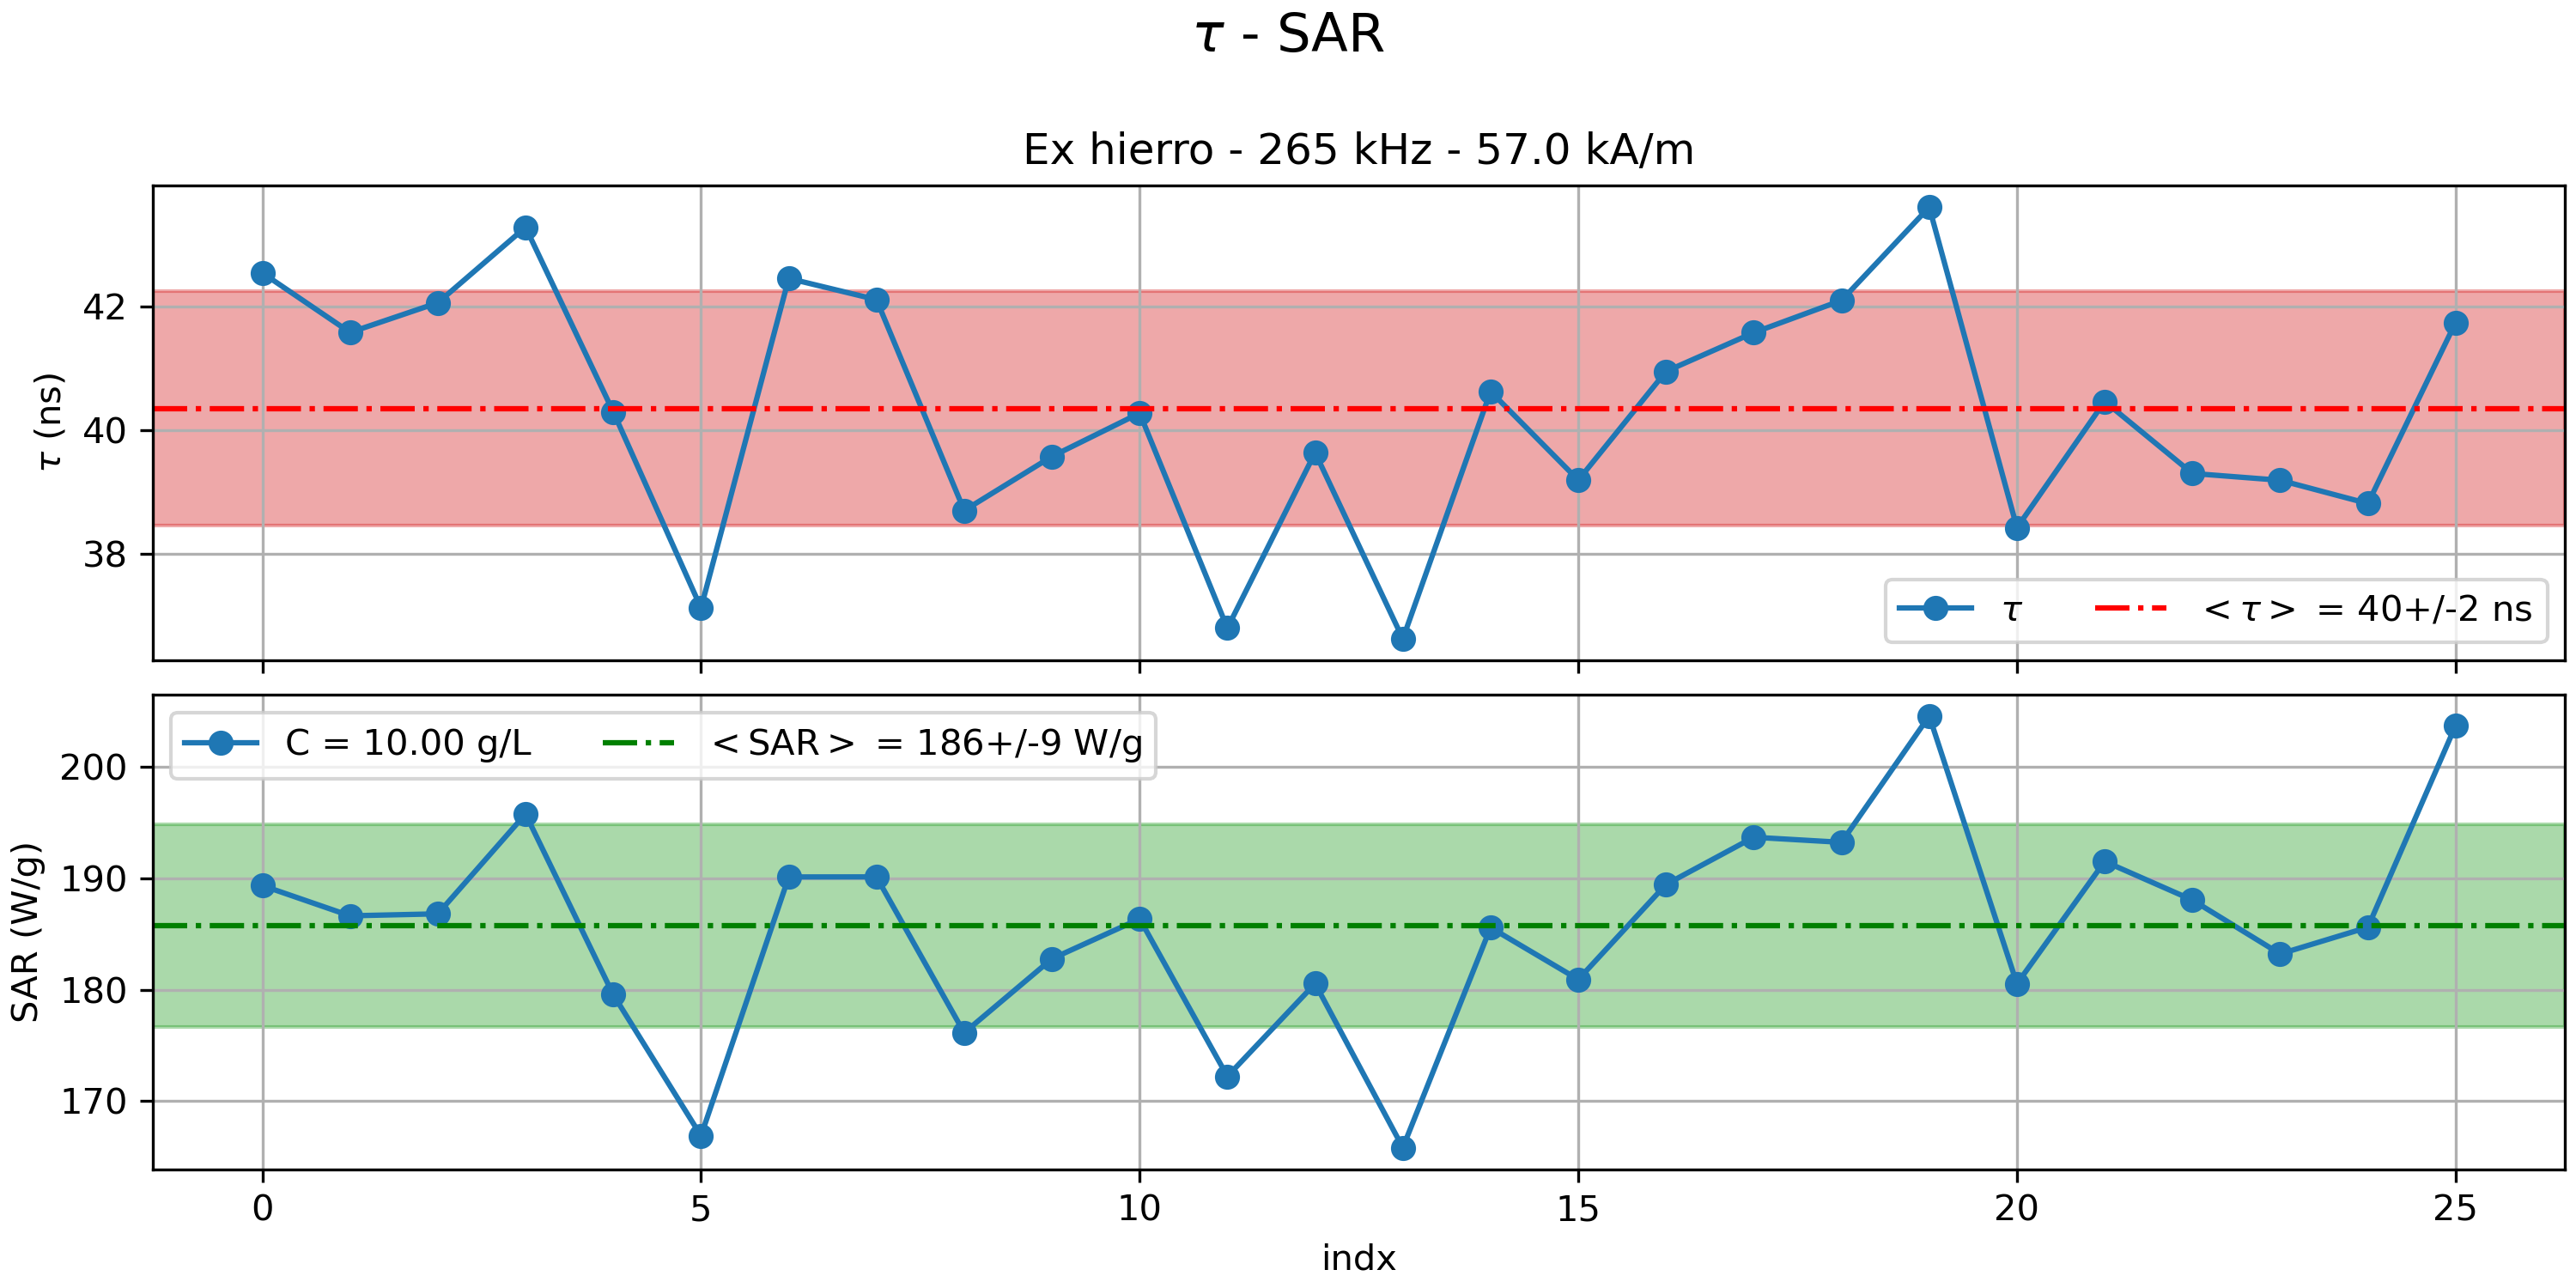 τ - SAR
Ex hierro - 265 kHz - 57.0 kA/m
τ (ns)
42
40
38
τ
< τ > = 40+/-2 ns
SAR (W/g)
200
190
180
170
C = 10.00 g/L
< SAR > = 186+/-9 W/g
0 5 10 15 20 25
indx